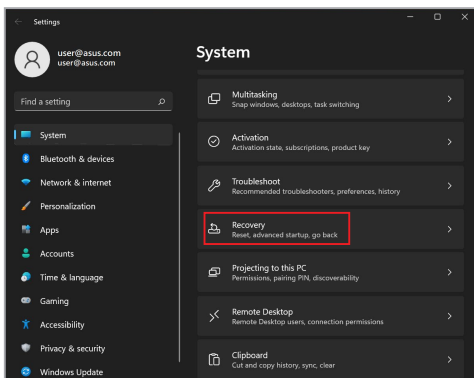 Settings
user@asus.com
user@asus.com
Find a setting
System
Bluetooth & devices
Network & internet
Personalization
Apps
Accounts
Time & language
Gaming
Accessibility
Privacy & security
Windows Update
System
Multitasking
Snap windows, desktops, task switching
Activation
Activation state, subscriptions, product key
Troubleshoot
Recommended troubleshooters, preferences, history
Recovery
Reset, advanced startup, go back
Projecting to this PC
Permissions, pairing PIN, discoverability
Remote Desktop
Remote Desktop users, connection permissions
Clipboard
Cut and copy history, sync, clear